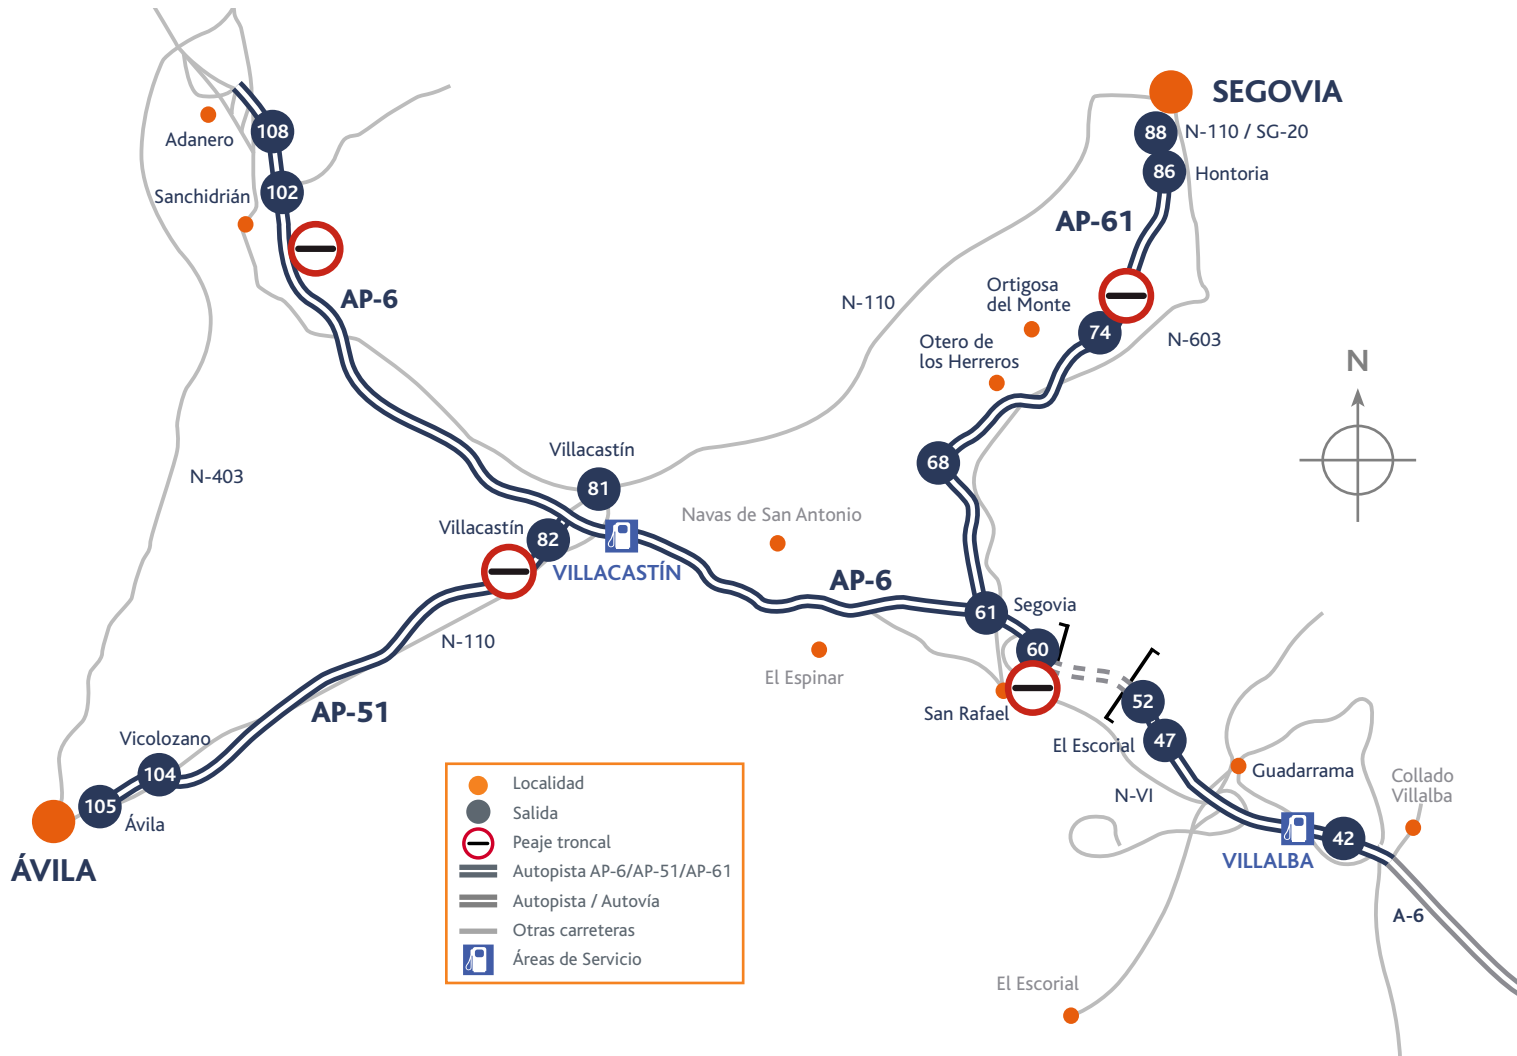 SEGOVIA
88
N-110 / SG-20
86
Hontoria
AP-61
Adanero
108
102
Sanchidrián
AP-6
N-110
Ortigosa
del Monte
74
Otero de
los Herreros
N-603
N
Villacastín
81
68
N-403
Villacastín
82
VILLACASTÍN
Navas de San Antonio
AP-6
61
Segovia
60
N-110
El Espinar
San Rafael
52
El Escorial
47
AP-51
Vicolozano
104
105
Ávila
ÁVILA
N-VI
Guadarrama
Collado
Villalba
VILLALBA
42
A-6
El Escorial
Localidad
Salida
Peaje troncal
Autopista AP-6/AP-51/AP-61
Autopista / Autovía
Otras carreteras
Áreas de Servicio